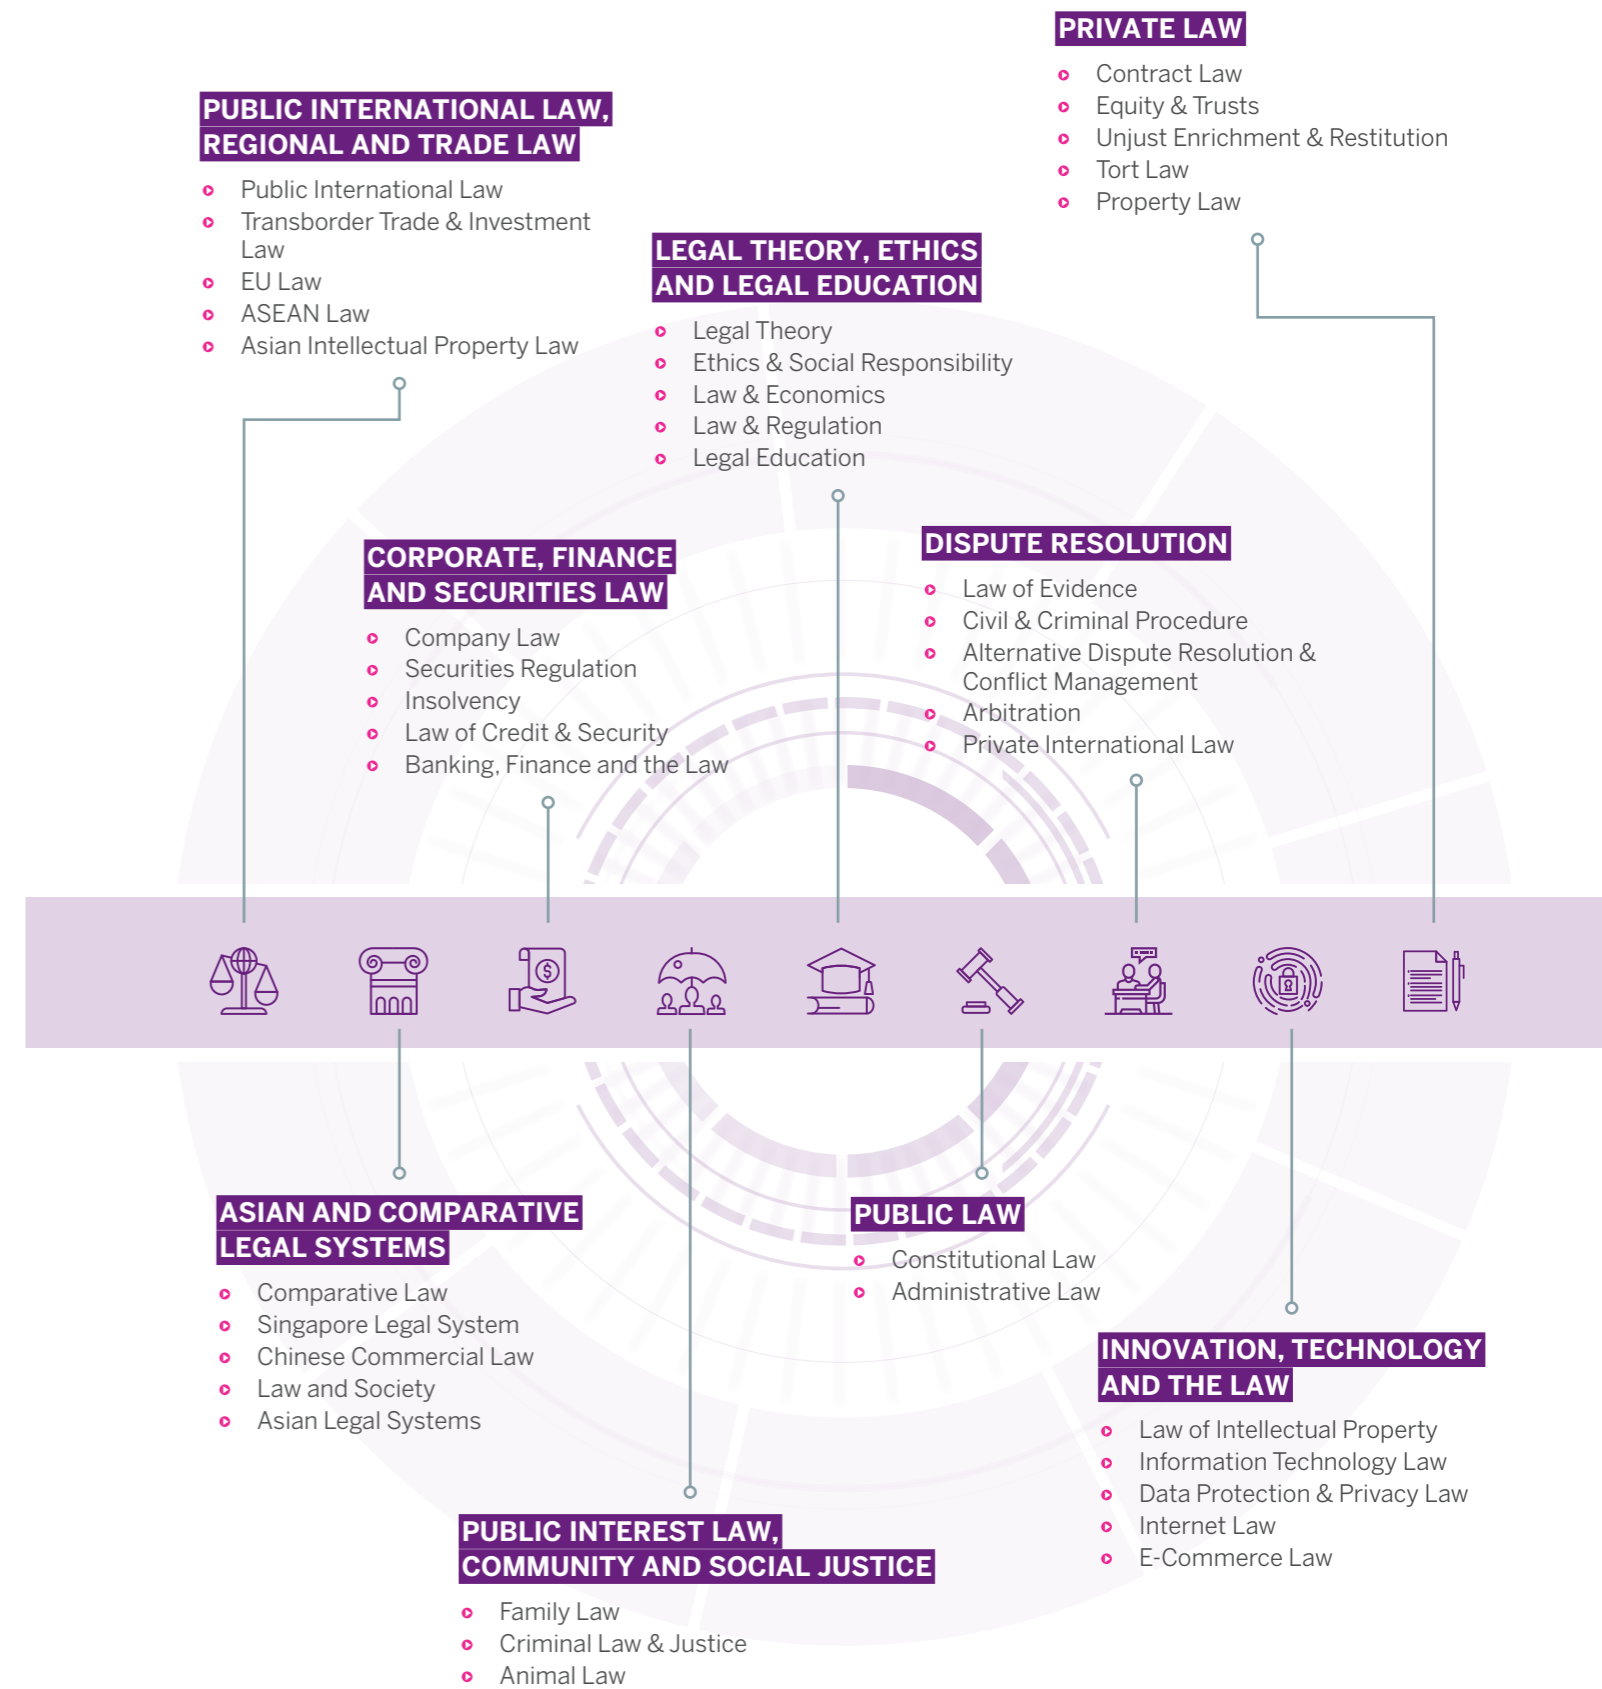 PRIVATE LAW
Contract Law
Equity & Trusts
Unjust Enrichment & Restitution
Tort Law
Property Law
PUBLIC INTERNATIONAL LAW,
REGIONAL AND TRADE LAW
Public International Law
Transborder Trade & Investment
Law
EU Law
ASEAN Law
Asian Intellectual Property Law
LEGAL THEORY, ETHICS
AND LEGAL EDUCATION
Legal Theory
Ethics & Social Responsibility
Law & Economics
Law & Regulation
Legal Education
CORPORATE, FINANCE
AND SECURITIES LAW
Company Law
Securities Regulation
Insolvency
Law of Credit & Security
Banking, Finance and the Law
DISPUTE RESOLUTION
Law of Evidence
Civil & Criminal Procedure
Alternative Dispute Resolution &
Conflict Management
Arbitration
Private International Law
$
ASIAN AND COMPARATIVE
LEGAL SYSTEMS
Comparative Law
Singapore Legal System
Chinese Commercial Law
Law and Society
Asian Legal Systems
PUBLIC LAW
Constitutional Law
Administrative Law
INNOVATION, TECHNOLOGY
AND THE LAW
Law of Intellectual Property
Information Technology Law
Data Protection & Privacy Law
Internet Law
E-Commerce Law
PUBLIC INTEREST LAW,
COMMUNITY AND SOCIAL JUSTICE
Family Law
Criminal Law & Justice
Animal Law